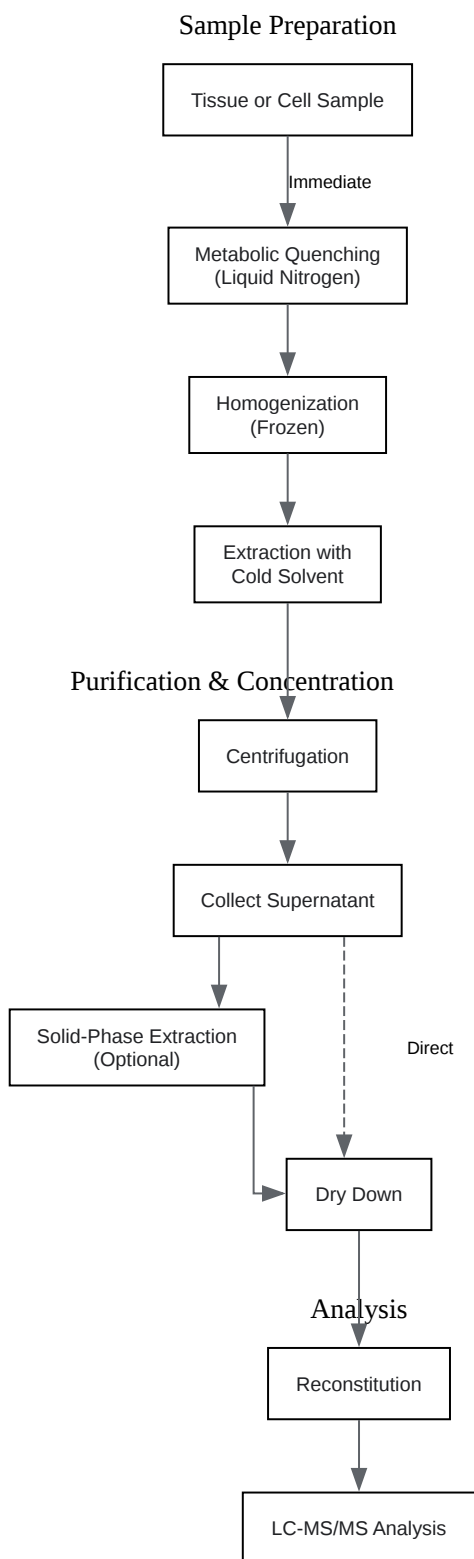 Sample Preparation
Tissue or Cell Sample
Immediate
Metabolic Quenching
(Liquid Nitrogen)
Homogenization
(Frozen)
Extraction with
Cold Solvent
Purification & Concentration
Centrifugation
Collect Supernatant
Solid-Phase Extraction
(Optional)
Direct
Dry Down
Analysis
Reconstitution
LC-MS/MS Analysis